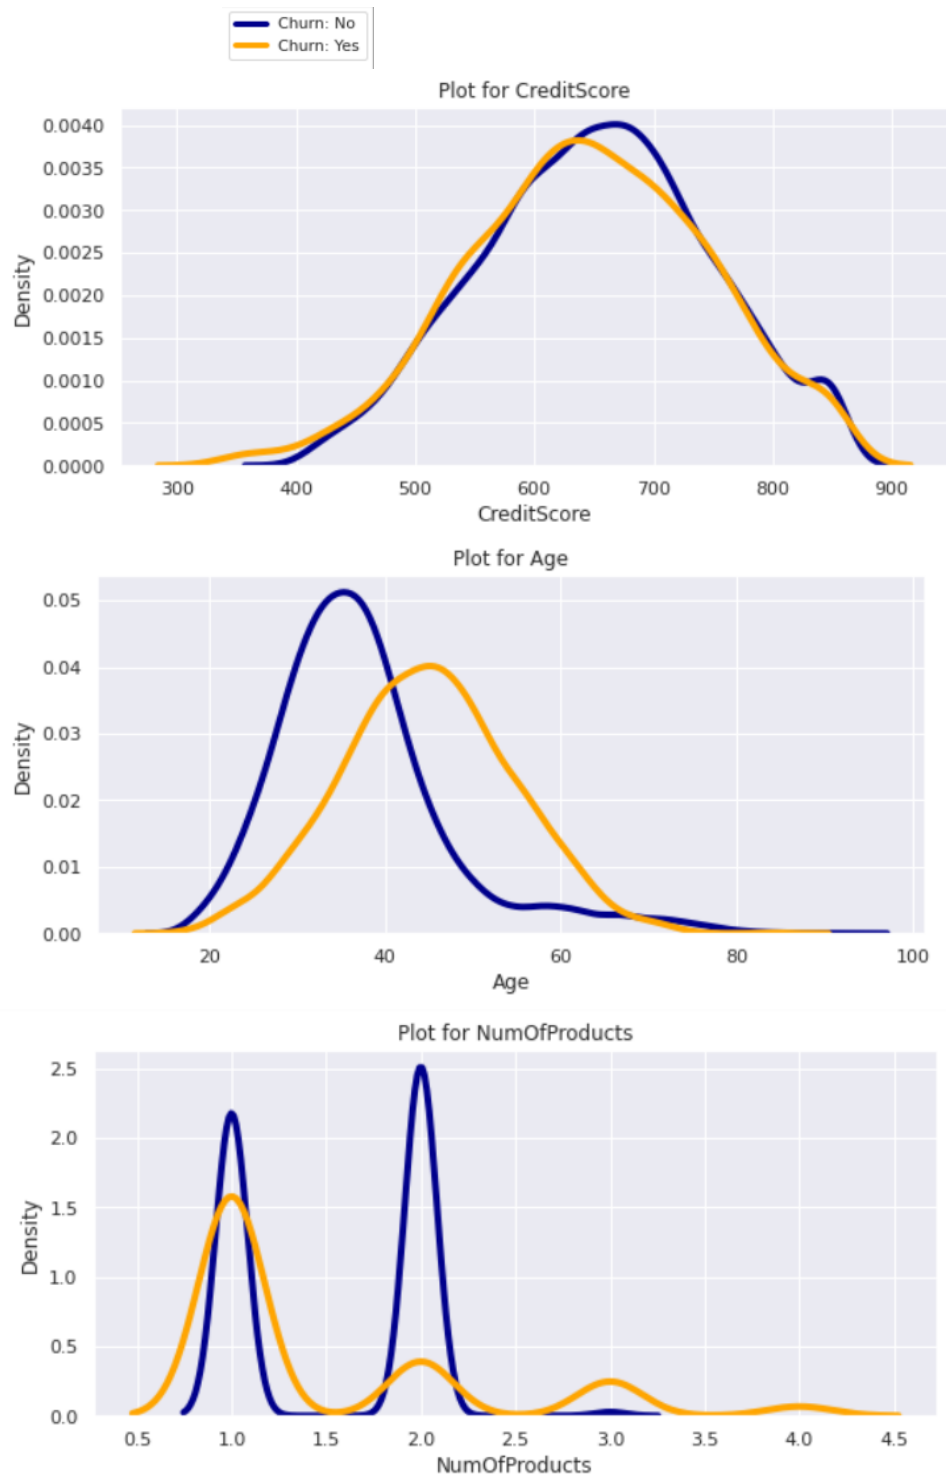 Churn: No
Churn: Yes
Plot for CreditScore
0.0040
0.0035
0.0030
0.0025
0.0020
0.0015
0.0010
0.0005
0.0000
Density
300 400 500 600 700 800 900
CreditScore
Plot for Age
0.05
0.04
0.03
0.02
0.01
0.00
Density
20 40 60 80 100
Age
Plot for NumOfProducts
2.5
2.0
1.5
1.0
0.5
0.0
Density
0.5 1.0 1.5 2.0 2.5 3.0 3.5 4.0 4.5
NumOfProducts